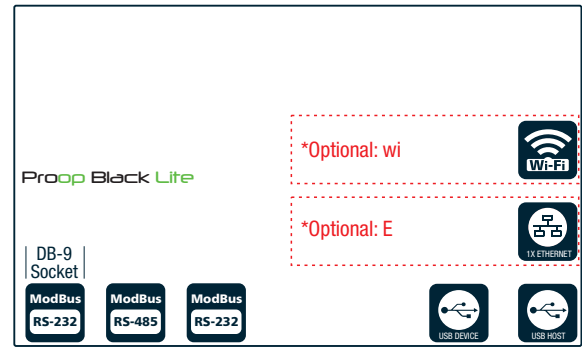 *Optional: wi
Wi-Fi
Proop Black Lite
*Optional: E
1X ETHERNET
DB-9
Socket
ModBus
RS-232
ModBus
RS-485
ModBus
RS-232
USB DEVICE
USB HOST